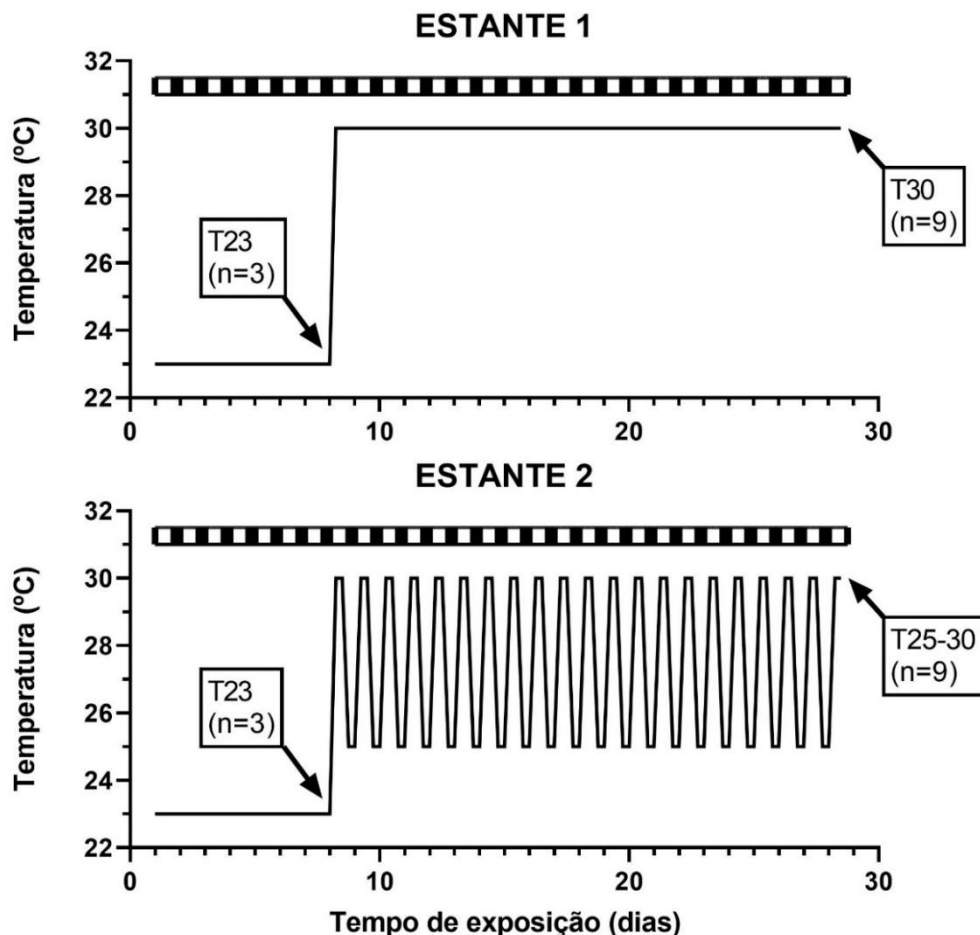 ESTANTE 1
32
30
28
26
24
22
Temperatura (ºC)
T23
(n=3)
T30
(n=9)
0
10
20
30
ESTANTE 2
32
30
28
26
24
22
Temperatura (ºC)
T23
(n=3)
T25-30
(n=9)
0
10
20
30
Tempo de exposição (dias)